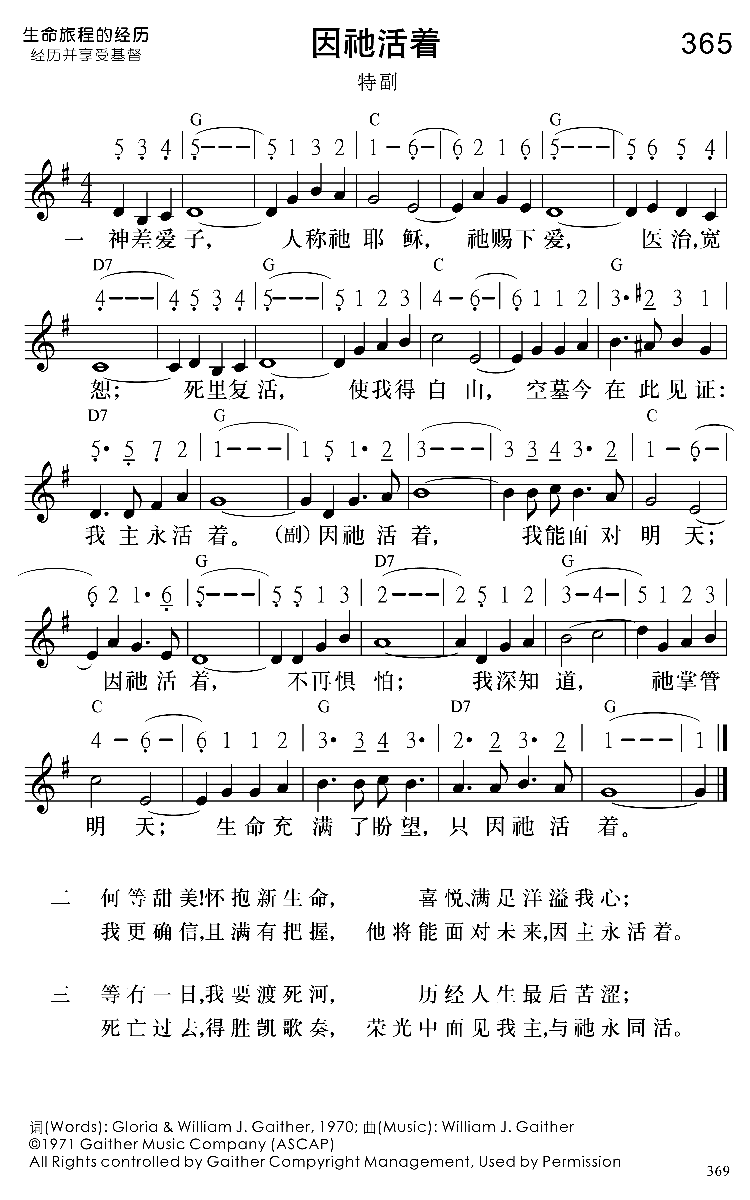 生命旅程的经历
经历并享受基督
因祂活着
365
特副
G C G
5 3 4 | 5 - - - | 5 1 3 2 | 1 - 6 - | 6 2 1 6 | 5 - - - | 5 6 5 4 |
4/4
一 神差爱子， 人称祂耶稣， 祂赐下爱， 医治,宽
D7 G C G
4 - - - | 4 5 3 4 | 5 - - - | 5 1 2 3 | 4 - 6 - | 6 1 1 2 | 3· #2 3 1 |
恕； 死里复活， 使我得自由， 空墓今在此见证：
D7 G C
5· 5 7 2 | 1 - - - | 1 5 1· 2 | 3 - - - | 3 3 4 3· 2 | 1 - 6 - |
我主永活着。 （副）因祂活着， 我能面对明天；
G D7 G
6 2 1· 6 | 5 - - - | 5 5 1 3 | 2 - - - | 2 5 1 2 | 3 - 4 - | 5 1 2 3 |
因祂活着， 不再惧怕； 我深知道， 祂掌管
C G D7 G
4 - 6 - | 6 1 1 2 | 3· 3 4 3· | 2· 2 3· 2 | 1 - - - | 1 ‖
明天； 生命充满了盼望，只因祂活着。
二 何等甜美!怀抱新生命， 喜悦、满足洋溢我心；
我更确信,且满有把握， 他将能面对未来,因主永活着。
三 等有一日,我要渡死河， 历经人生最后苦涩；
死亡过去,得胜凯歌奏， 荣光中面见我主,与祂永同活。
词(Words): Gloria & William J. Gaither, 1970; 曲(Music): William J. Gaither
©1971 Gaither Music Company (ASCAP)
All Rights controlled by Gaither Compyright Management, Used by Permission
369